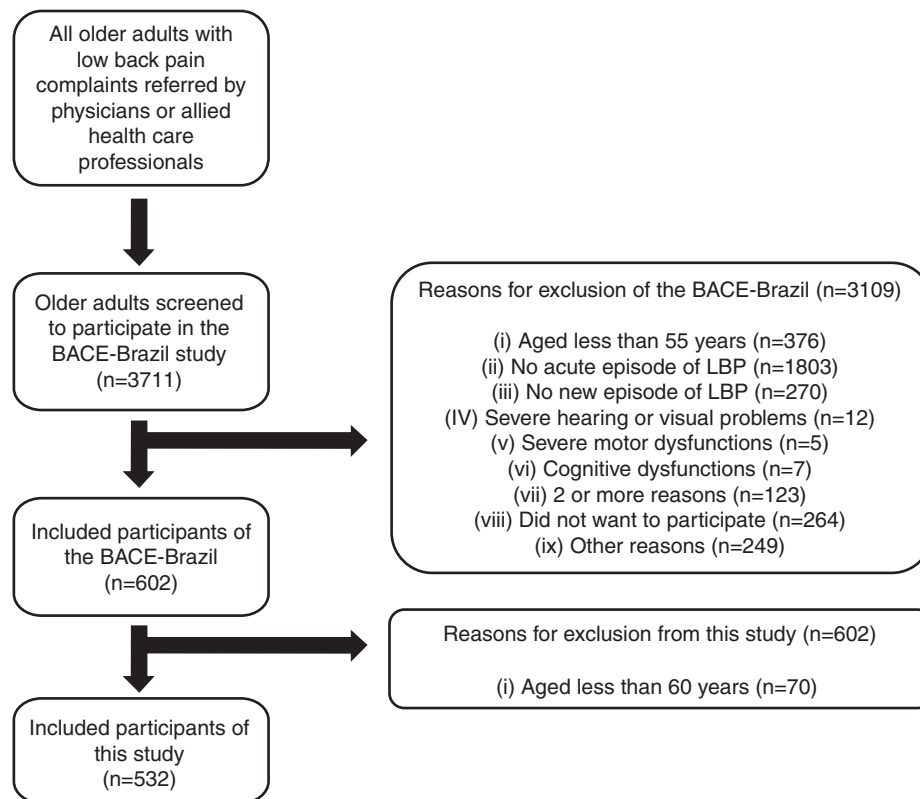 All older adults with
low back pain
complaints referred by
physicians or allied
health care
professionals
Older adults screened
to participate in the
BACE-Brazil study
(n=3711)
Reasons for exclusion of the BACE-Brazil (n=3109)
(i) Aged less than 55 years (n=376)
(ii) No acute episode of LBP (n=1803)
(iii) No new episode of LBP (n=270)
(IV) Severe hearing or visual problems (n=12)
(v) Severe motor dysfunctions (n=5)
(vi) Cognitive dysfunctions (n=7)
(vii) 2 or more reasons (n=123)
(viii) Did not want to participate (n=264)
(ix) Other reasons (n=249)
Included participants of
the BACE-Brazil
(n=602)
Reasons for exclusion from this study (n=602)
(i) Aged less than 60 years (n=70)
Included participants of
this study
(n=532)